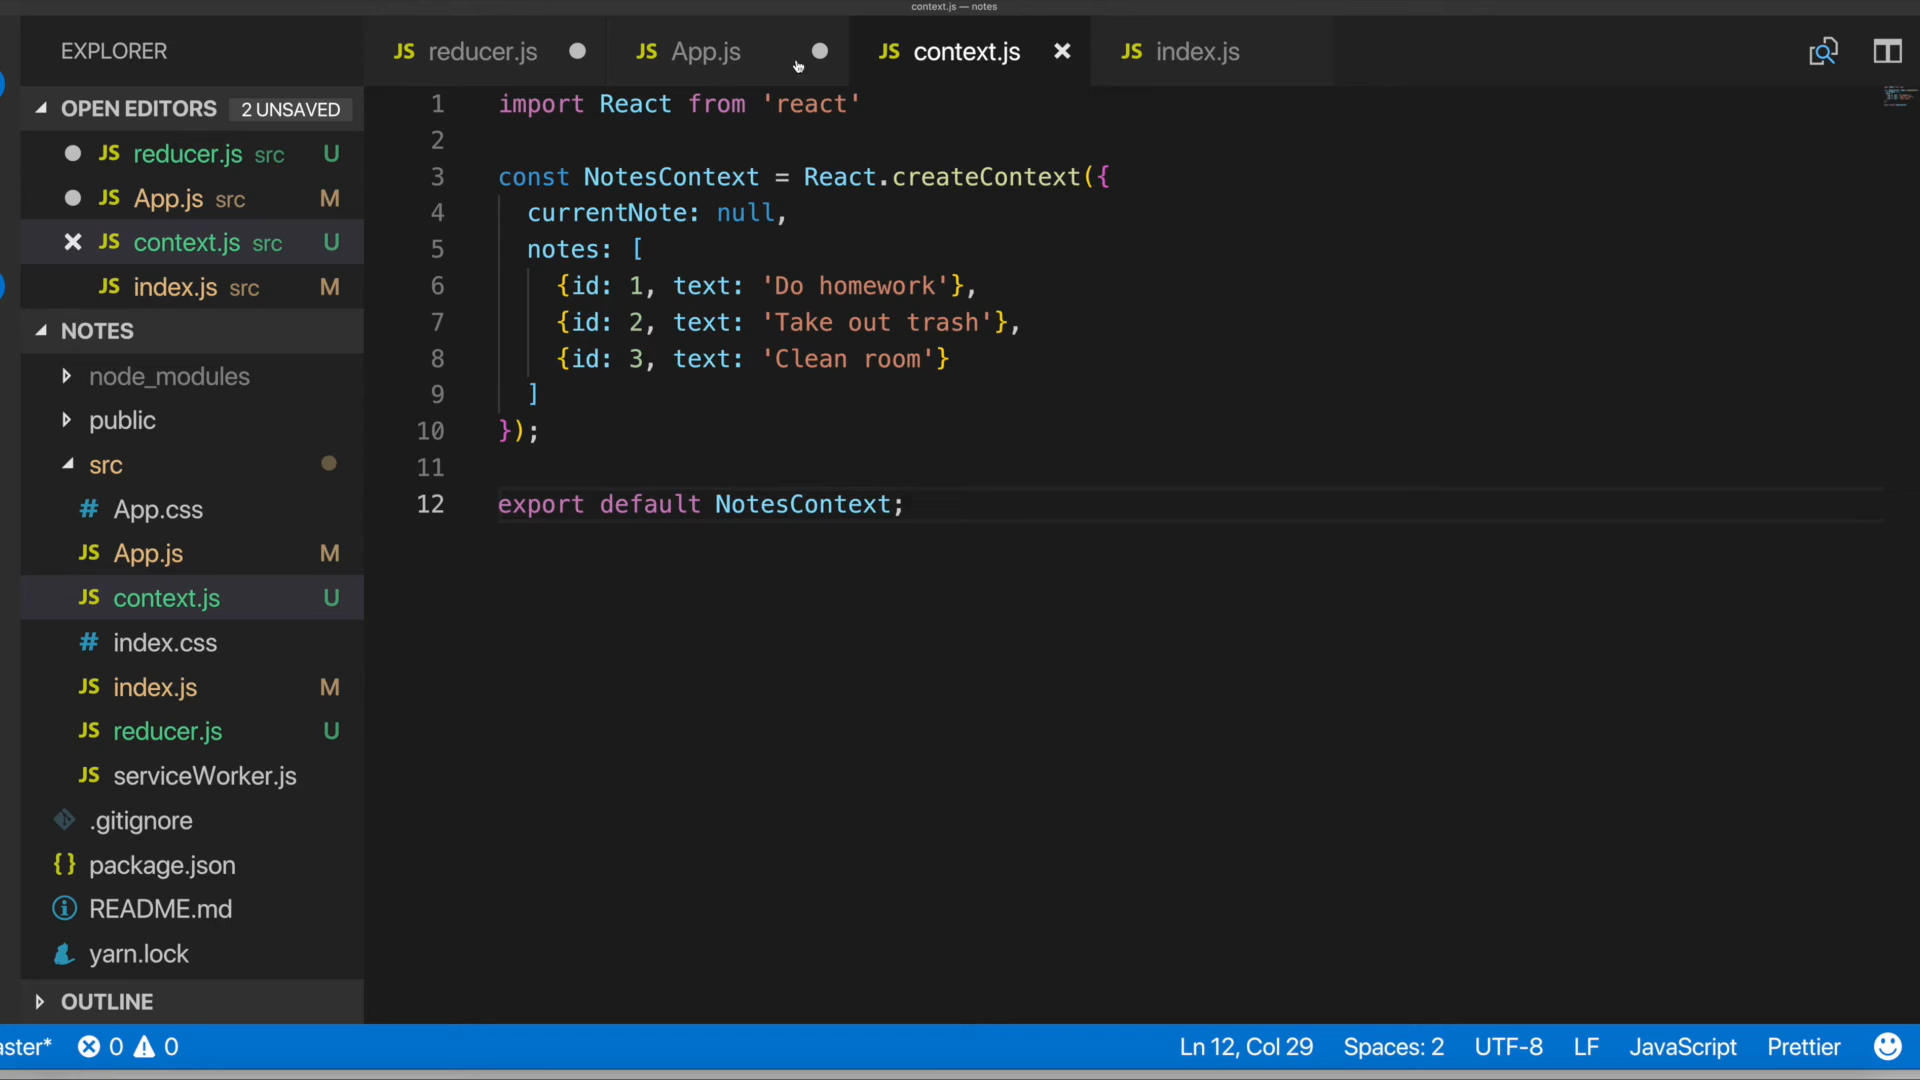 context.js — notes
EXPLORER
JS reducer.js
JS App.js
JS context.js
JS index.js
OPEN EDITORS 2 UNSAVED
JS reducer.js src U
JS App.js src M
JS context.js src U
JS index.js src M
NOTES
node_modules
public
src
# App.css
JS App.js M
JS context.js U
# index.css
JS index.js M
JS reducer.js U
JS serviceWorker.js
.gitignore
{} package.json
README.md
yarn.lock
OUTLINE
1 import React from 'react'
2
3 const NotesContext = React.createContext({
4 currentNote: null,
5 notes: [
6 {id: 1, text: 'Do homework'},
7 {id: 2, text: 'Take out trash'},
8 {id: 3, text: 'Clean room'}
9 ]
10 });
11
12 export default NotesContext;
aster* 0 0
Ln 12, Col 29 Spaces: 2 UTF-8 LF JavaScript Prettier